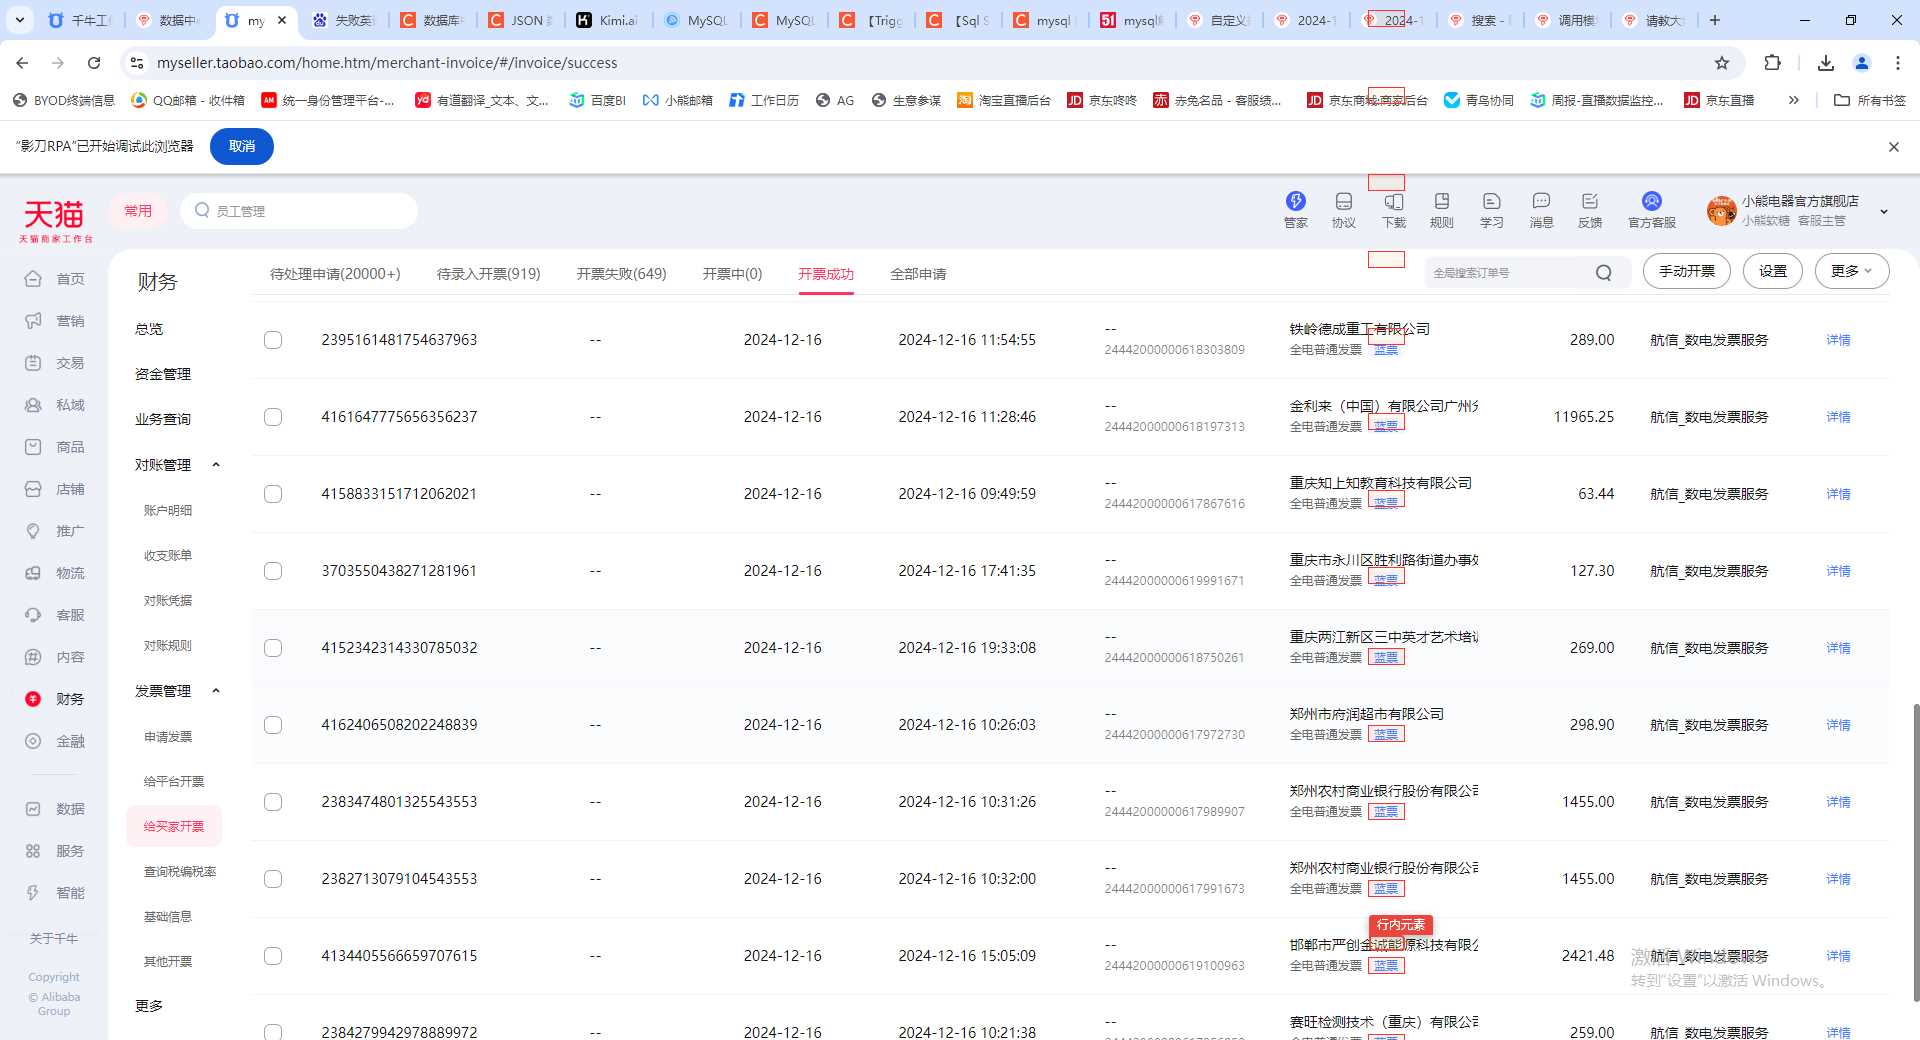 千牛工
数据中
my
失败英
数据库
JSON
Kimi.ai
MySQL
MySQL
【Trigg
【Sql S
mysql
mysql
自定义
2024-1
2024-1
搜索 -
调用模
请教大
myseller.taobao.com/home.htm/merchant-invoice/#/invoice/success
BYOD终端信息
QQ邮箱 - 收件箱
统一身份管理平台-...
有道翻译_文本、文...
百度BI
小熊邮箱
工作日历
AG
生意参谋
淘宝直播后台
京东咚咚
赤兔名品 - 客服绩...
京东商城-商家后台
青鸟协同
周报-直播数据监控...
京东直播
所有书签
"影刀RPA"已开始调试此浏览器
取消
天猫
天猫商家工作台
常用
员工管理
管家
协议
下载
规则
学习
消息
反馈
官方客服
小熊电器官方旗舰店
小熊软糖 客服主管
首页
营销
交易
私域
商品
店铺
推广
物流
客服
内容
财务
金融
数据
服务
智能
关于千牛
Copyright
© Alibaba
Group
财务
总览
资金管理
业务查询
对账管理
账户明细
收支账单
对账凭据
对账规则
发票管理
申请发票
给平台开票
给买家开票
查询税编税率
基础信息
其他开票
更多
待处理申请(20000+)
待录入开票(919)
开票失败(649)
开票中(0)
开票成功
全部申请
全局搜索订单号
手动开票
设置
更多
2395161481754637963 -- 2024-12-16 2024-12-16 11:54:55 -- 铁岭德成重工有限公司 289.00 航信_数电发票服务 详情
24442000000618303809 全电普通发票 蓝票
4161647775656356237 -- 2024-12-16 2024-12-16 11:28:46 -- 金利来（中国）有限公司广州 11965.25 航信_数电发票服务 详情
24442000000618197313 全电普通发票 蓝票
4158833151712062021 -- 2024-12-16 2024-12-16 09:49:59 -- 重庆知上知教育科技有限公司 63.44 航信_数电发票服务 详情
24442000000617867616 全电普通发票 蓝票
3703550438271281961 -- 2024-12-16 2024-12-16 17:41:35 -- 重庆市永川区胜利路街道办事处 127.30 航信_数电发票服务 详情
24442000000619991671 全电普通发票 蓝票
4152342314330785032 -- 2024-12-16 2024-12-16 19:33:08 -- 重庆两江新区三中英才艺术培训 269.00 航信_数电发票服务 详情
24442000000618750261 全电普通发票 蓝票
4162406508202248839 -- 2024-12-16 2024-12-16 10:26:03 -- 郑州市府润超市有限公司 298.90 航信_数电发票服务 详情
24442000000617972730 全电普通发票 蓝票
2383474801325543553 -- 2024-12-16 2024-12-16 10:31:26 -- 郑州农村商业银行股份有限公司 1455.00 航信_数电发票服务 详情
24442000000617989907 全电普通发票 蓝票
2382713079104543553 -- 2024-12-16 2024-12-16 10:32:00 -- 郑州农村商业银行股份有限公司 1455.00 航信_数电发票服务 详情
24442000000617991673 全电普通发票 蓝票
行内元素
4134405566659707615 -- 2024-12-16 2024-12-16 15:05:09 -- 邯郸市严创金诚能源科技有限公 2421.48 航信_数电发票服务 详情
24442000000619100963 全电普通发票 蓝票
2384279942978889972 -- 2024-12-16 2024-12-16 10:21:38 -- 赛旺检测技术（重庆）有限公司 259.00 航信_数电发票服务 详情
激活 Windows
转到"设置"以激活 Windows。